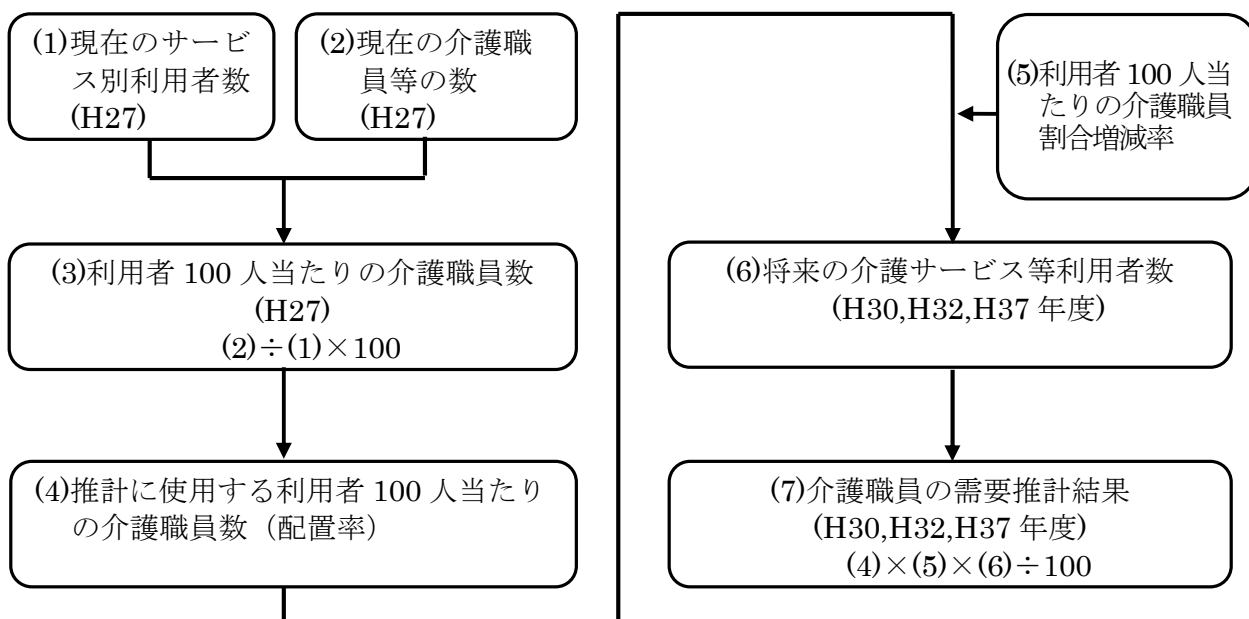 (1)現在のサービ
ス別利用者数
(H27)
(2)現在の介護職
員等の数
(H27)
(3)利用者 100 人当たりの介護職員数
(H27)
(2)÷(1)×100
(4)推計に使用する利用者 100 人当たり
の介護職員数（配置率）
(5)利用者 100 人当
たりの介護職員
割合増減率
(6)将来の介護サービス等利用者数
(H30,H32,H37 年度)
(7)介護職員の需要推計結果
(H30,H32,H37 年度)
(4)×(5)×(6)÷100